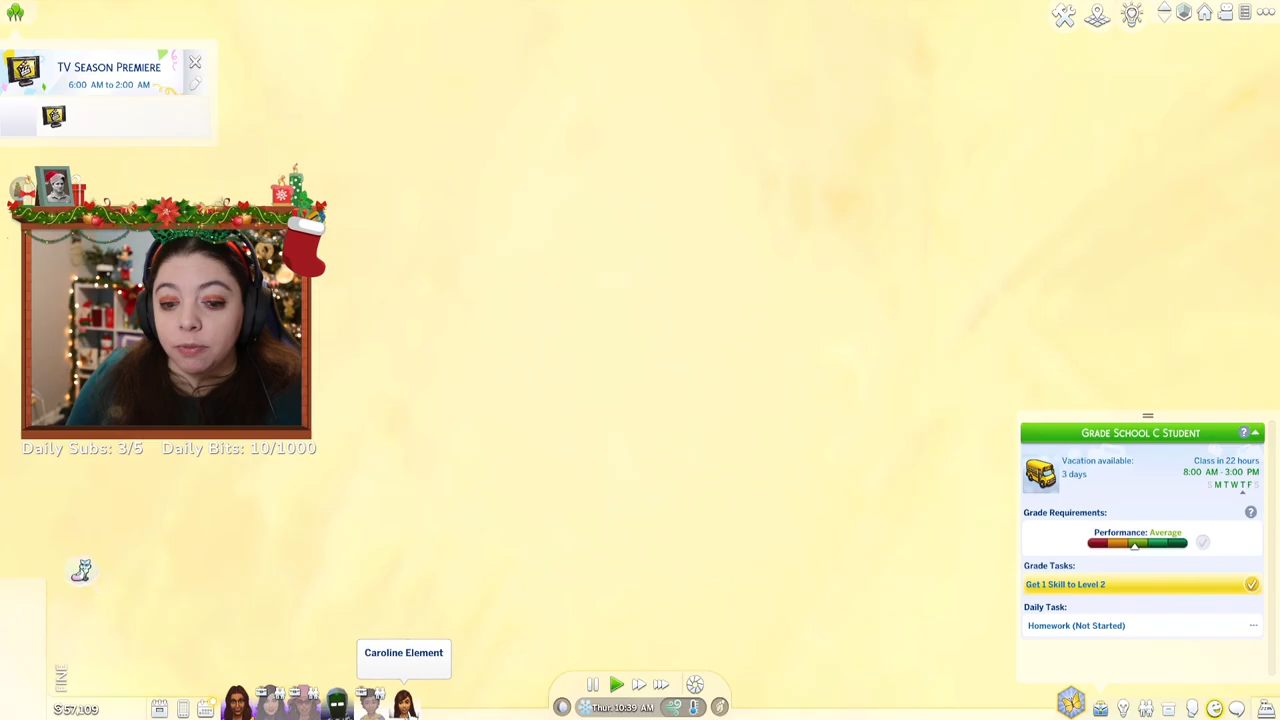 TV SEASON PREMIERE
6:00 AM to 2:00 AM
Daily Subs: 3/5 Daily Bits: 10/1000
GRADE SCHOOL C STUDENT
?
Vacation available:
3 days
Class in 22 hours
8:00 AM - 3:00 PM
S M T W T F S
Grade Requirements:
?
Performance: Average
Grade Tasks:
Get 1 Skill to Level 2
Daily Task:
Homework (Not Started)
...
Caroline Element
FINE
§57,109
Thur. 10:39 AM